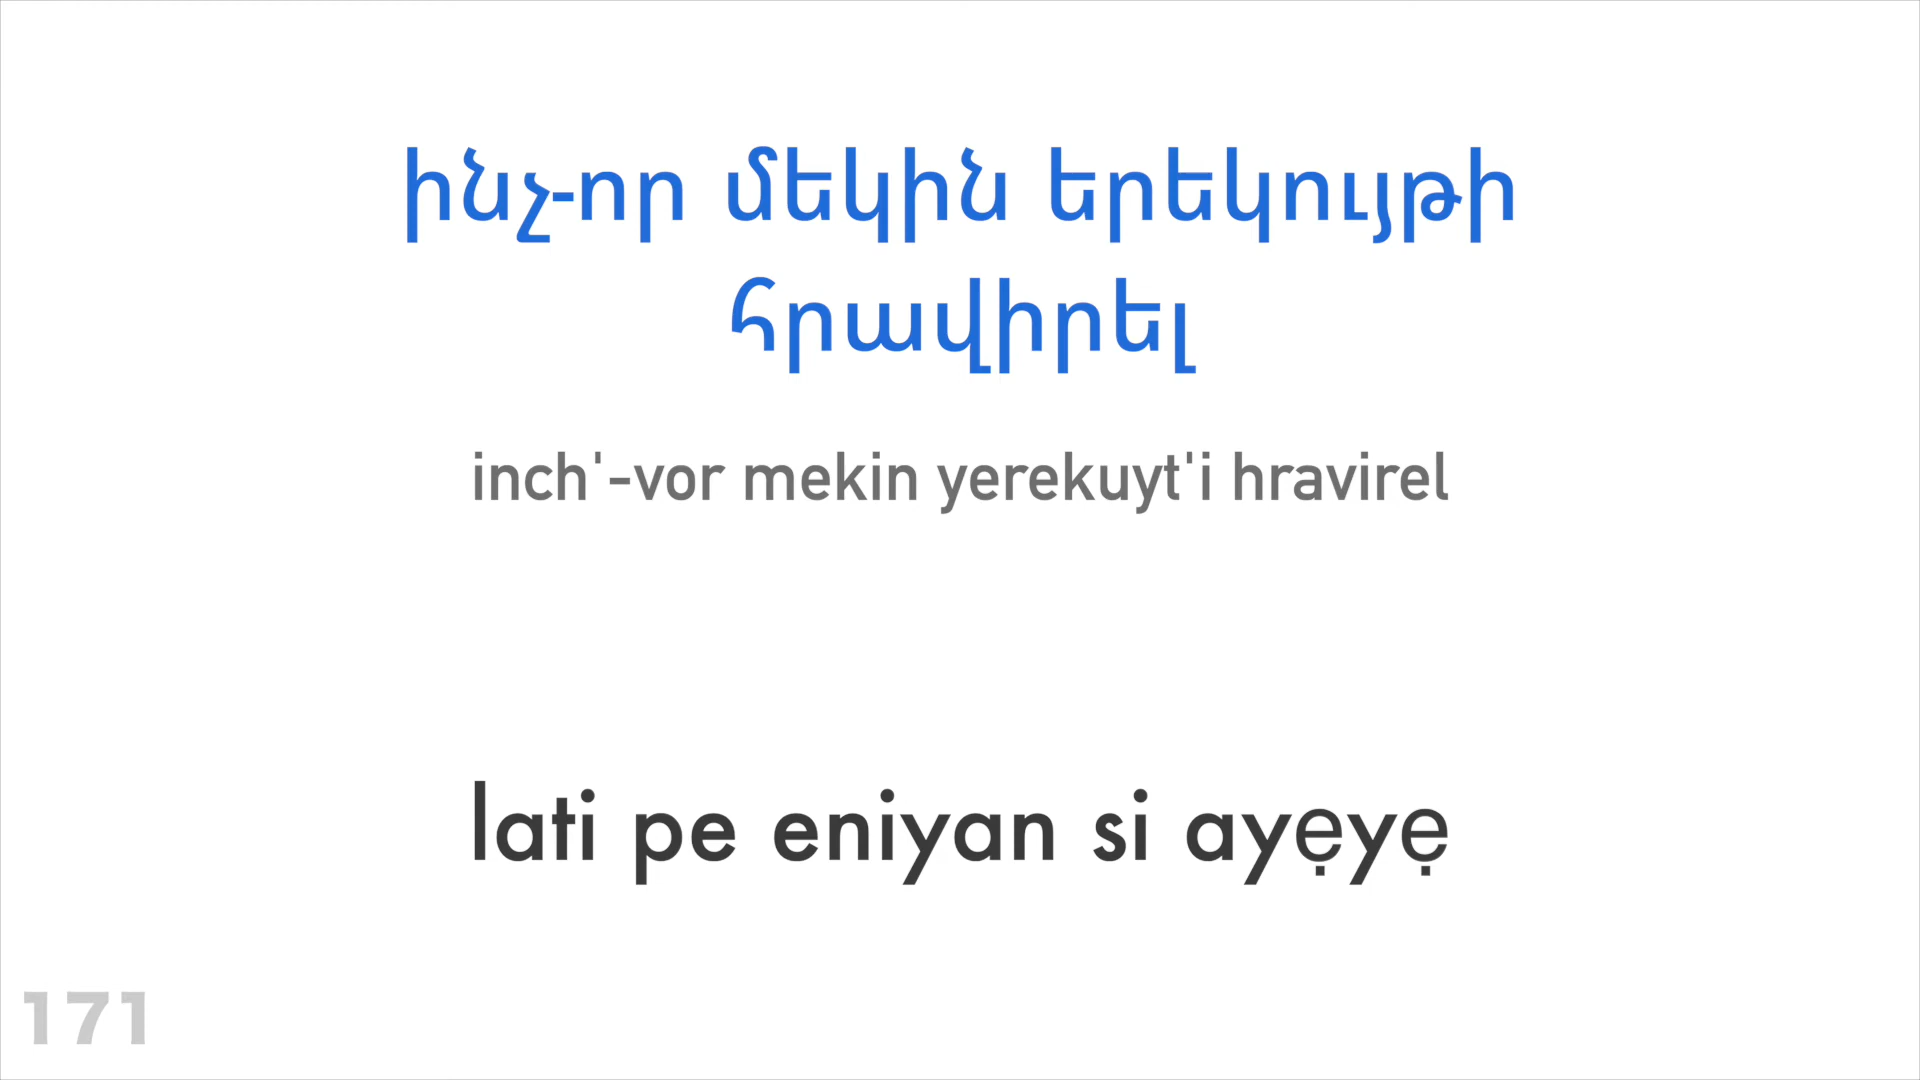 ինչ-որ մեկին երեկույթի
հրավիրել
inch'-vor mekin yerekuyt'i hravirel
lati pe eniyan si ayẹyẹ
171